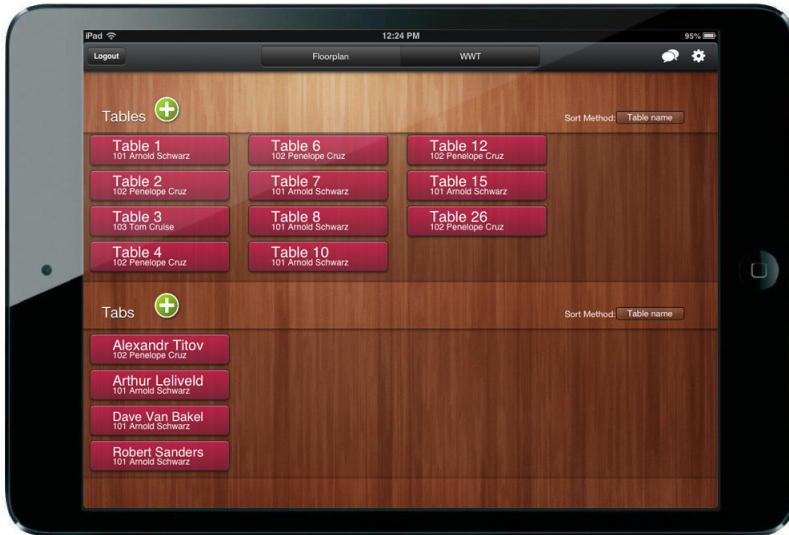 iPad 12:24 PM 95%
Logout Floorplan WWT
Tables Sort Method: Table name
Table 1
101 Arnold Schwarz
Table 2
102 Penelope Cruz
Table 3
103 Tom Cruise
Table 4
102 Penelope Cruz
Table 6
102 Penelope Cruz
Table 7
101 Arnold Schwarz
Table 8
101 Arnold Schwarz
Table 10
101 Arnold Schwarz
Table 12
102 Penelope Cruz
Table 15
101 Arnold Schwarz
Table 26
102 Penelope Cruz
Tabs Sort Method: Table name
Alexandr Titov
102 Penelope Cruz
Arthur Leliveld
101 Arnold Schwarz
Dave Van Bakel
101 Arnold Schwarz
Robert Sanders
101 Arnold Schwarz